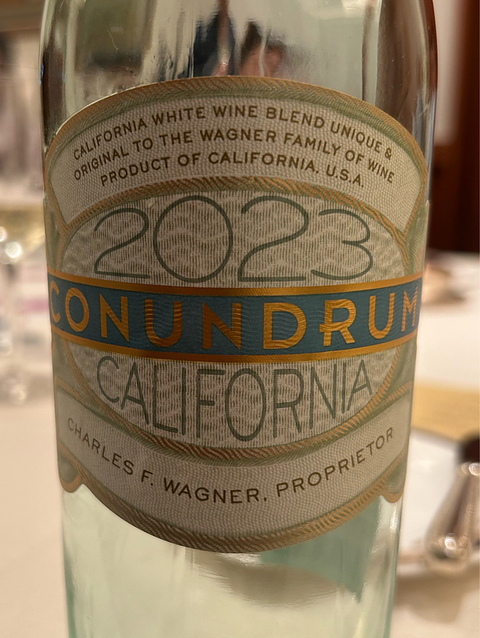 CALIFORNIA WHITE WINE BLEND UNIQUE &
ORIGINAL TO THE WAGNER FAMILY OF WINE
PRODUCT OF CALIFORNIA, U.S.A.
2023
CONUNDRUM
CALIFORNIA
CHARLES F. WAGNER, PROPRIETOR